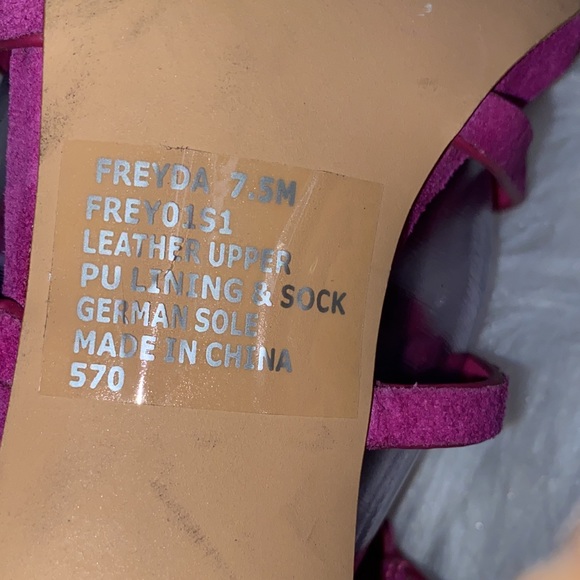 FREYDA 7.5M
FREY01S1
LEATHER UPPER
PU LINING & SOCK
GERMAN SOLE
MADE IN CHINA
570